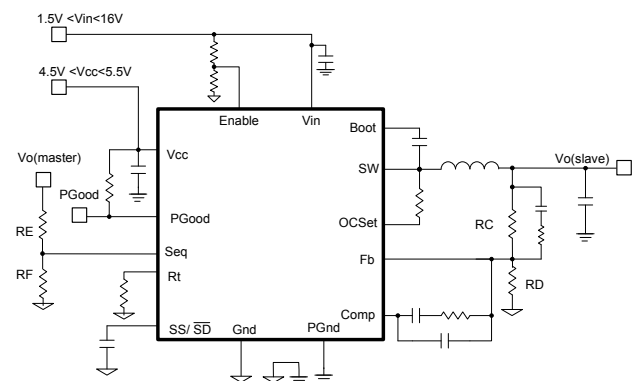 1.5V <Vin<16V
4.5V <Vcc<5.5V
Enable
Vin
Boot
Vcc
Vo(master)
SW
Vo(slave)
PGood
PGood
OCSet
RE
RC
Seq
Fb
RF
Rt
RD
Comp
SS/ SD
Gnd
PGnd